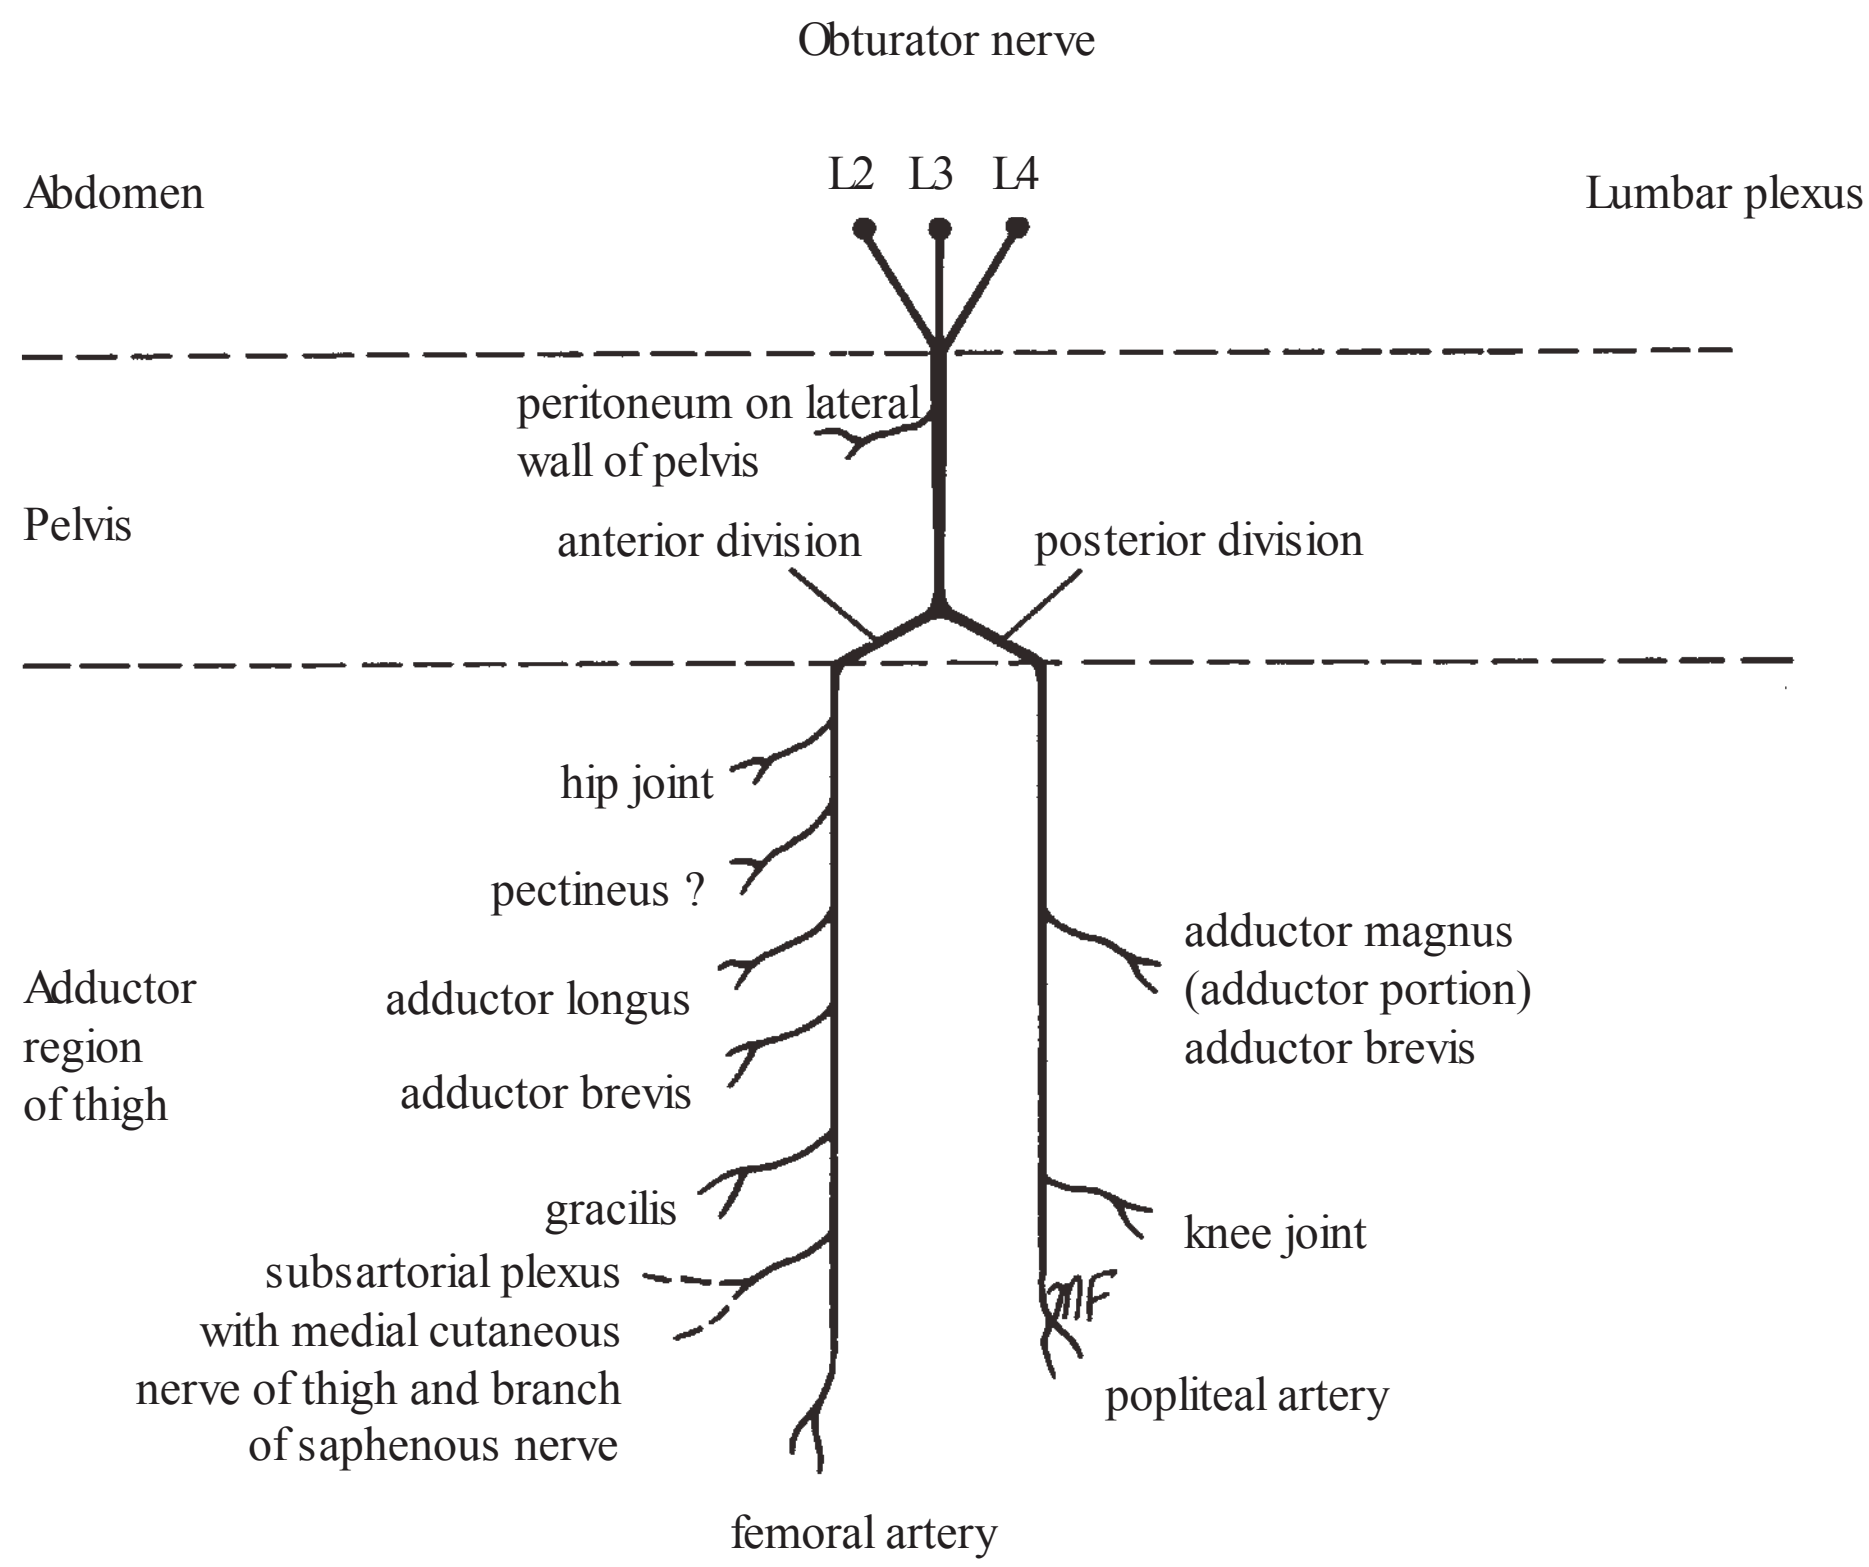 Obturator nerve
L2 L3 L4
Abdomen
Lumbar plexus
peritoneum on lateral
wall of pelvis
Pelvis
anterior division
posterior division
hip joint
pectineus ?
adductor longus
adductor brevis
gracilis
subsartorial plexus
with medial cutaneous
nerve of thigh and branch
of saphenous nerve
femoral artery
Adductor
region
of thigh
adductor magnus
(adductor portion)
adductor brevis
knee joint
popliteal artery